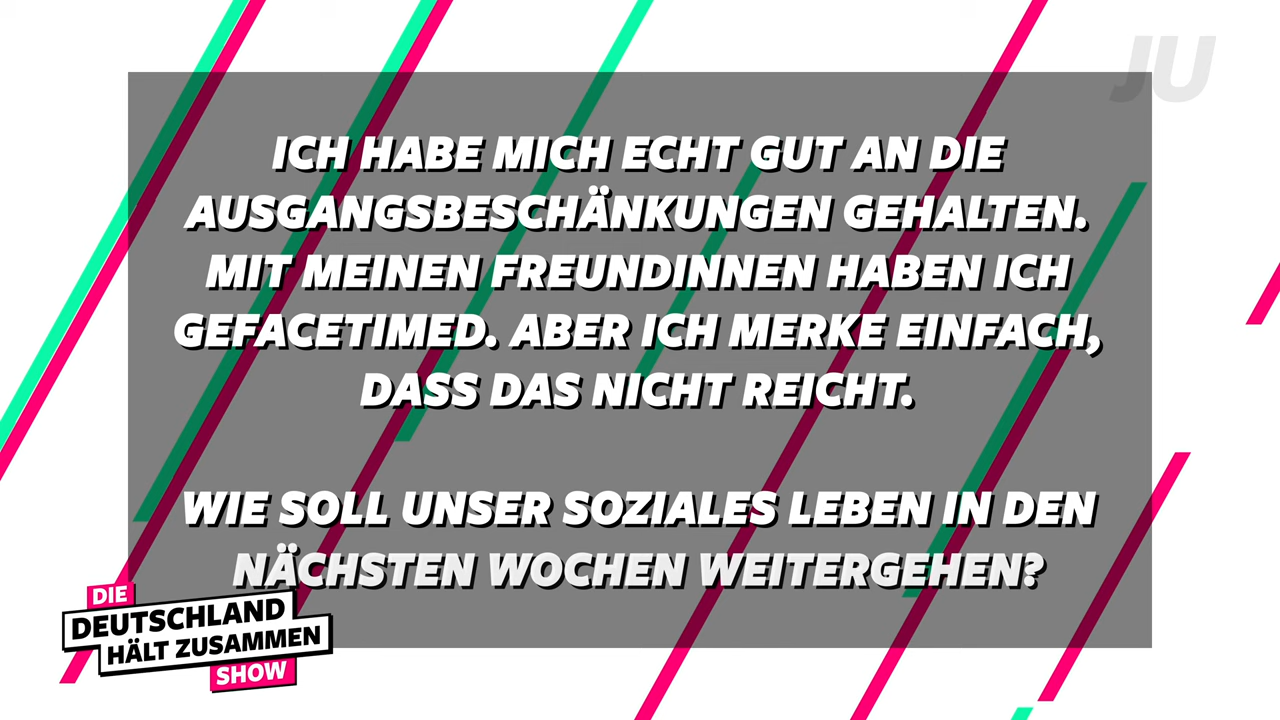 JU
ICH HABE MICH ECHT GUT AN DIE
AUSGANGSBESCHÄNKUNGEN GEHALTEN.
MIT MEINEN FREUNDINNEN HABEN ICH
GEFACETIMED. ABER ICH MERKE EINFACH,
DASS DAS NICHT REICHT.
WIE SOLL UNSER SOZIALES LEBEN IN DEN
NÄCHSTEN WOCHEN WEITERGEHEN?
DIE
DEUTSCHLAND
HÄLT ZUSAMMEN
SHOW